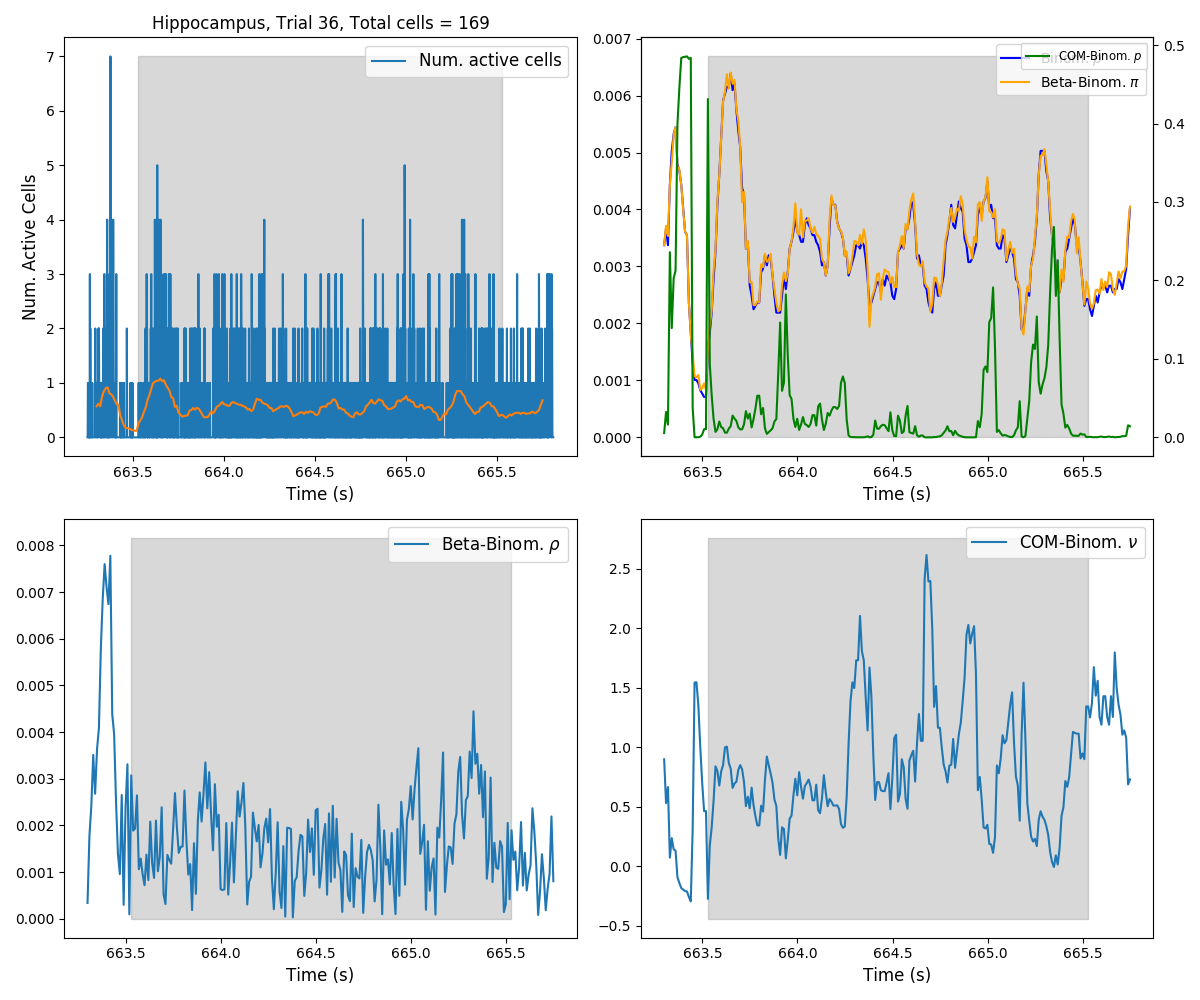 Hippocampus, Trial 36, Total cells = 169
Num. active cells
Num. Active Cells
7
6
5
4
3
2
1
0
663.5 664.0 664.5 665.0 665.5
Time (s)
COM-Binom. p
Beta-Binom. π
0.007
0.006
0.005
0.004
0.003
0.002
0.001
0.000
0.5
0.4
0.3
0.2
0.1
0.0
663.5 664.0 664.5 665.0 665.5
Time (s)
Beta-Binom. ρ
0.008
0.007
0.006
0.005
0.004
0.003
0.002
0.001
0.000
663.5 664.0 664.5 665.0 665.5
Time (s)
COM-Binom. ν
2.5
2.0
1.5
1.0
0.5
0.0
−0.5
663.5 664.0 664.5 665.0 665.5
Time (s)